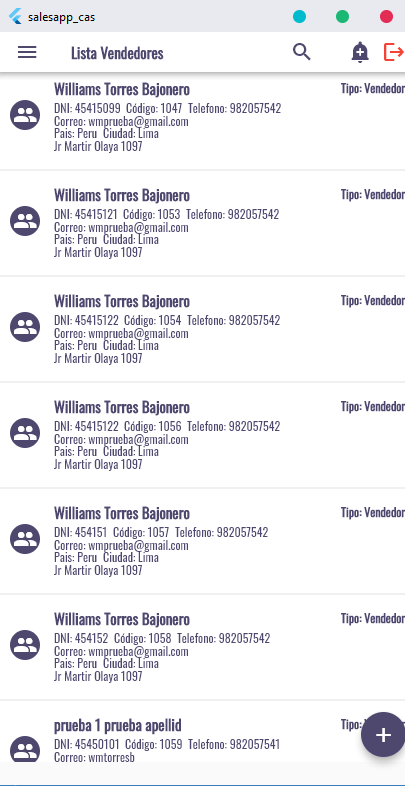 salesapp_cas
Lista Vendedores
Williams Torres Bajonero
Tipo: Vendedor
DNI: 45415099 Código: 1047 Telefono: 982057542
Correo: wmprueba@gmail.com
Pais: Peru Ciudad: Lima
Jr Martir Olaya 1097
Williams Torres Bajonero
Tipo: Vendedor
DNI: 45415121 Código: 1053 Telefono: 982057542
Correo: wmprueba@gmail.com
Pais: Peru Ciudad: Lima
Jr Martir Olaya 1097
Williams Torres Bajonero
Tipo: Vendedor
DNI: 45415122 Código: 1054 Telefono: 982057542
Correo: wmprueba@gmail.com
Pais: Peru Ciudad: Lima
Jr Martir Olaya 1097
Williams Torres Bajonero
Tipo: Vendedor
DNI: 45415122 Código: 1056 Telefono: 982057542
Correo: wmprueba@gmail.com
Pais: Peru Ciudad: Lima
Jr Martir Olaya 1097
Williams Torres Bajonero
Tipo: Vendedor
DNI: 454151 Código: 1057 Telefono: 982057542
Correo: wmprueba@gmail.com
Pais: Peru Ciudad: Lima
Jr Martir Olaya 1097
Williams Torres Bajonero
Tipo: Vendedor
DNI: 454152 Código: 1058 Telefono: 982057542
Correo: wmprueba@gmail.com
Pais: Peru Ciudad: Lima
Jr Martir Olaya 1097
prueba 1 prueba apellid
Tipo:
DNI: 45450101 Código: 1059 Telefono: 982057541
Correo: wmtorresb